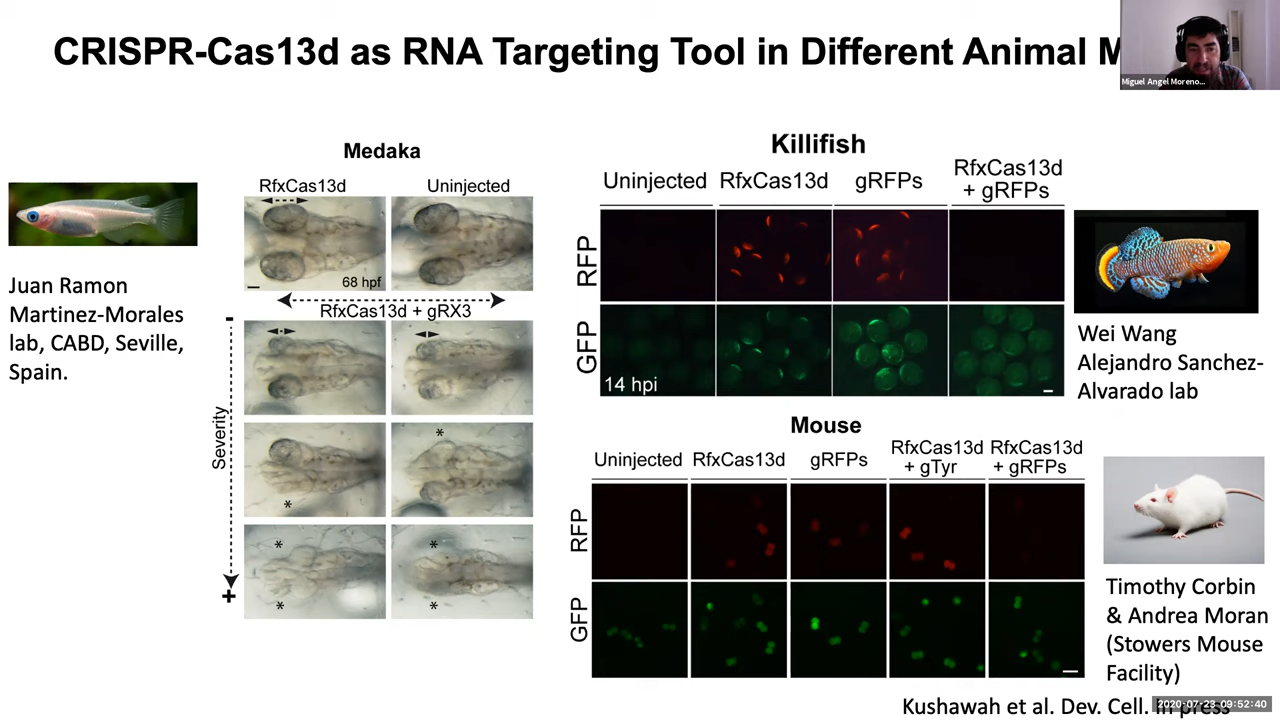 CRISPR-Cas13d as RNA Targeting Tool in Different Animal M
Miguel Angel Moreno...
Medaka
RfxCas13d Uninjected
68 hpf
RfxCas13d + gRX3
-
Severity
+
* *
* *
* *
Juan Ramon
Martinez-Morales
lab, CABD, Seville,
Spain.
Killifish
Uninjected RfxCas13d gRFPs RfxCas13d
+ gRFPs
RFP
GFP
14 hpi
Wei Wang
Alejandro Sanchez-
Alvarado lab
Mouse
Uninjected RfxCas13d gRFPs RfxCas13d RfxCas13d
+ gTyr + gRFPs
RFP
GFP
Timothy Corbin
& Andrea Moran
(Stowers Mouse
Facility)
Kushawah et al. Dev. Cell. In press
2020-07-23 09:52:40